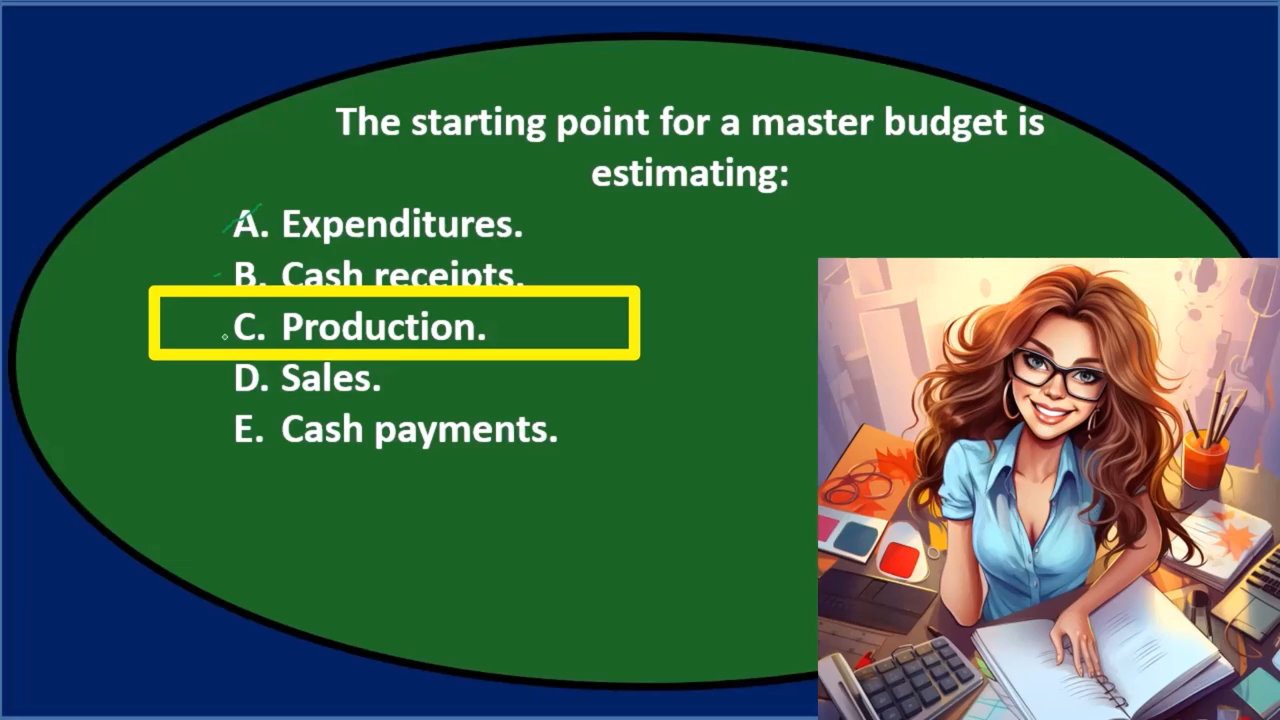 The starting point for a master budget is
estimating:
A. Expenditures.
B. Cash receipts.
C. Production.
D. Sales.
E. Cash payments.